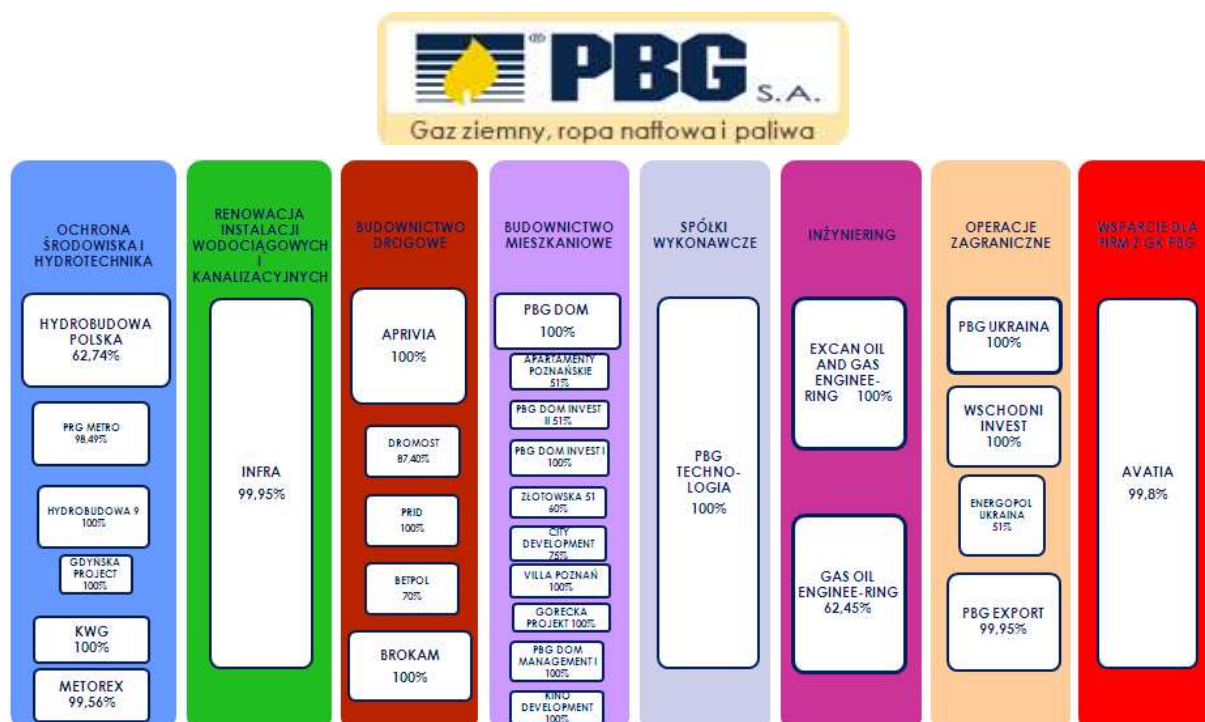 PBG S.A.
®
Gaz ziemny, ropa naftowa i paliwa
OCHRONA
ŚRODOWISKA I
HYDROTECHNIKA
HYDROBUDOWA
POLSKA
62,74%
PRG METRO
98,49%
HYDROBUDOWA 9
100%
GDYŃSKA
PROJECT
100%
KWG
100%
METOREX
99,56%
RENOWACJA
INSTALACJI
WODOCIĄGOWYCH
I
KANALIZACYJNYCH
INFRA
99,95%
BUDOWNICTWO
DROGOWE
APRIVIA
100%
DROMOST
87,40%
PRID
100%
BETPOL
70%
BROKAM
100%
BUDOWNICTWO
MIESZKANIOWE
PBG DOM
100%
APARTAMENTY
POZNAŃSKIE
51%
PBG DOM INVEST
II 51%
PBG DOM INVEST I
100%
ZŁOTOWSKA 51
60%
CITY
DEVELOPMENT
75%
VILLA POZNAŃ
100%
GORECKA
PROJEKT 100%
PBG DOM
MANAGEMENT I
100%
KINO
DEVELOPMENT
100%
SPÓŁKI
WYKONAWCZE
PBG
TECHNO-
LOGIA
100%
INŻYNIERING
EXCAN OIL
AND GAS
ENGINEE-
RING 100%
GAS OIL
ENGINEE-RING
62,45%
OPERACJE
ZAGRANICZNE
PBG UKRAINA
100%
WSCHODNI
INVEST
100%
ENERGOPOL
UKRAINA
51%
PBG EXPORT
99,95%
WSPARCIE DLA
FIRM Z GK PBG
AVATIA
99,8%